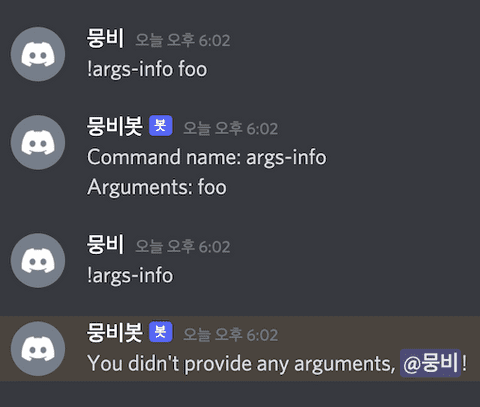 뭉비 오늘 오후 6:02
!args-info foo
뭉비봇 봇 오늘 오후 6:02
Command name: args-info
Arguments: foo
뭉비 오늘 오후 6:02
!args-info
뭉비봇 봇 오늘 오후 6:02
You didn't provide any arguments, @뭉비!